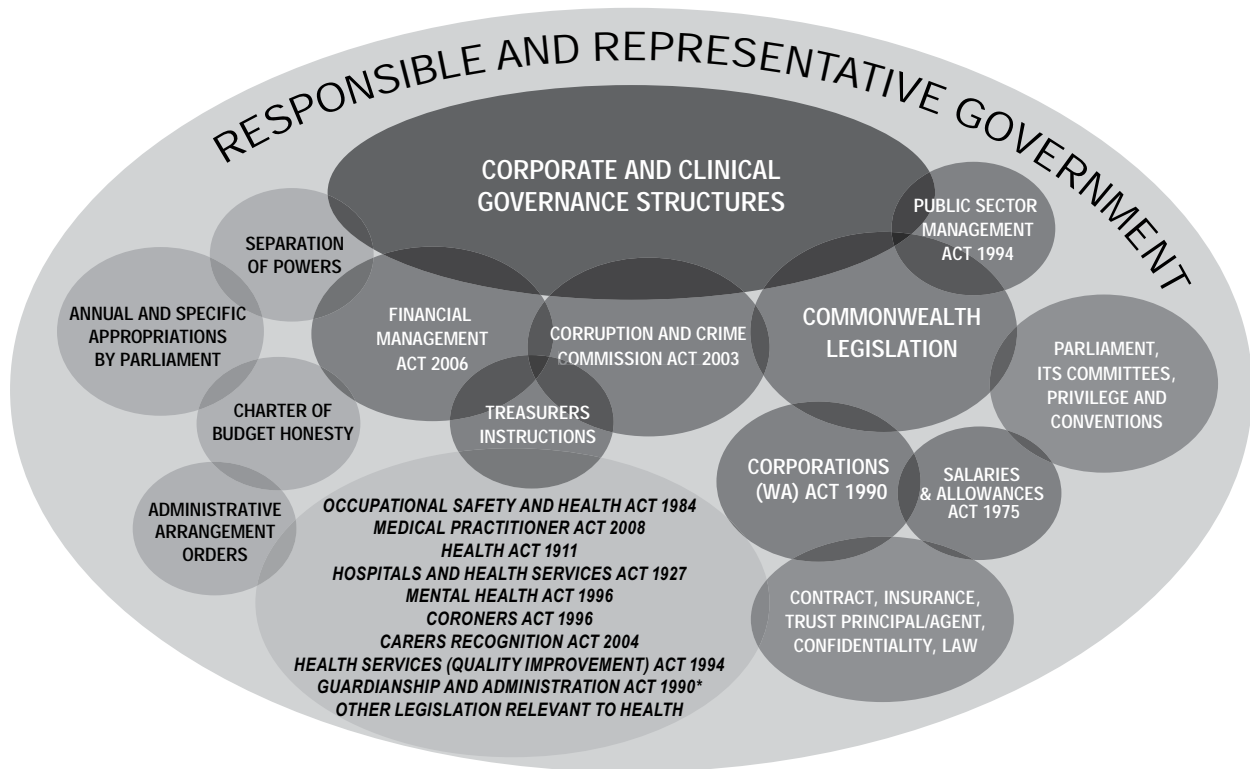 RESPONSIBLE AND REPRESENTATIVE GOVERNMENT
CORPORATE AND CLINICAL
GOVERNANCE STRUCTURES
PUBLIC SECTOR
MANAGEMENT
ACT 1994
SEPARATION
OF POWERS
ANNUAL AND SPECIFIC
APPROPRIATIONS
BY PARLIAMENT
FINANCIAL
MANAGEMENT
ACT 2006
CORRUPTION AND CRIME
COMMISSION ACT 2003
COMMONWEALTH
LEGISLATION
PARLIAMENT,
ITS COMMITTEES,
PRIVILEGE AND
CONVENTIONS
CHARTER OF
BUDGET HONESTY
TREASURERS
INSTRUCTIONS
CORPORATIONS
(WA) ACT 1990
SALARIES
& ALLOWANCES
ACT 1975
ADMINISTRATIVE
ARRANGEMENT
ORDERS
OCCUPATIONAL SAFETY AND HEALTH ACT 1984
MEDICAL PRACTITIONER ACT 2008
HEALTH ACT 1911
HOSPITALS AND HEALTH SERVICES ACT 1927
MENTAL HEALTH ACT 1996
CORONERS ACT 1996
CARERS RECOGNITION ACT 2004
HEALTH SERVICES (QUALITY IMPROVEMENT) ACT 1994
GUARDIANSHIP AND ADMINISTRATION ACT 1990*
OTHER LEGISLATION RELEVANT TO HEALTH
CONTRACT, INSURANCE,
TRUST PRINCIPAL/AGENT,
CONFIDENTIALITY, LAW